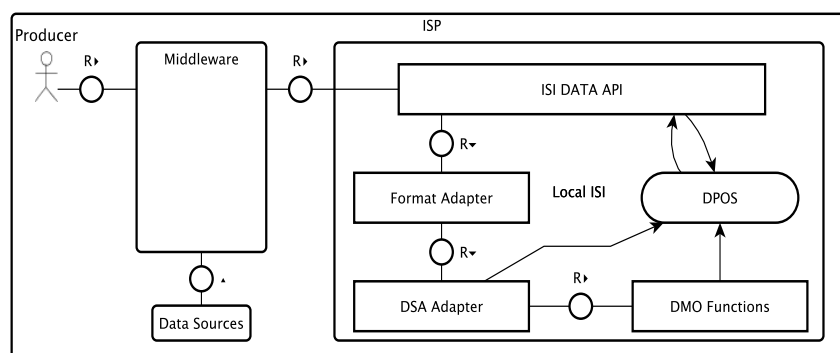 ISP
Producer
R
Middleware
R
ISI DATA API
R
Format Adapter
Local ISI
DPOS
R
R
DSA Adapter
DMO Functions
Data Sources